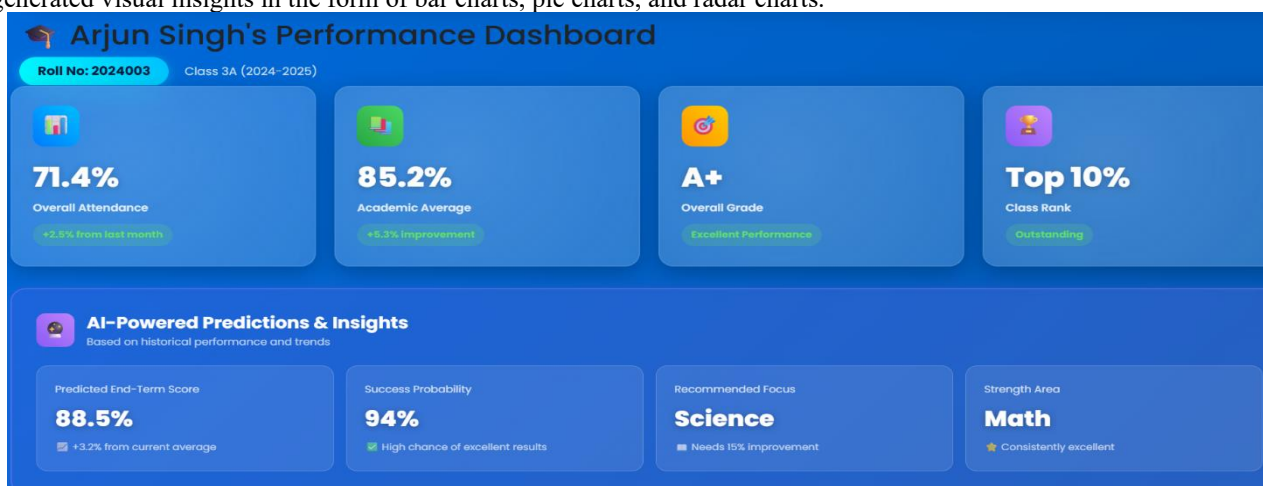 generated visual insights in the form of bar charts, pie charts, and radar charts.
Arjun Singh's Performance Dashboard
Roll No: 2024003 Class 3A (2024-2025)
71.4% 85.2% A+ Top 10%
Overall Attendance Academic Average Overall Grade Class Rank
+2.5% from last month +5.3% improvement Excellent Performance Outstanding
AI-Powered Predictions & Insights
Based on historical performance and trends
Predicted End-Term Score Success Probability Recommended Focus Strength Area
88.5% 94% Science Math
+3.2% from current average High chance of excellent results Needs 15% improvement Consistently excellent